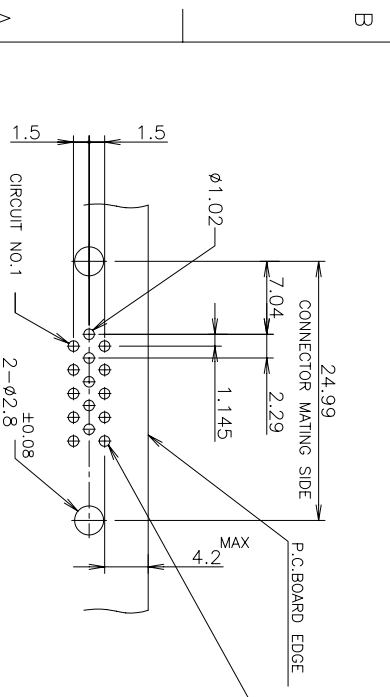 B
A
1.5
1.5
CIRCUIT NO.1
ø1.02
7.04
CONNECTOR MATING SIDE
24.99
2.29
1.145
2-ø2.8 ±0.08
MAX
4.2
P.C.BOARD EDGE